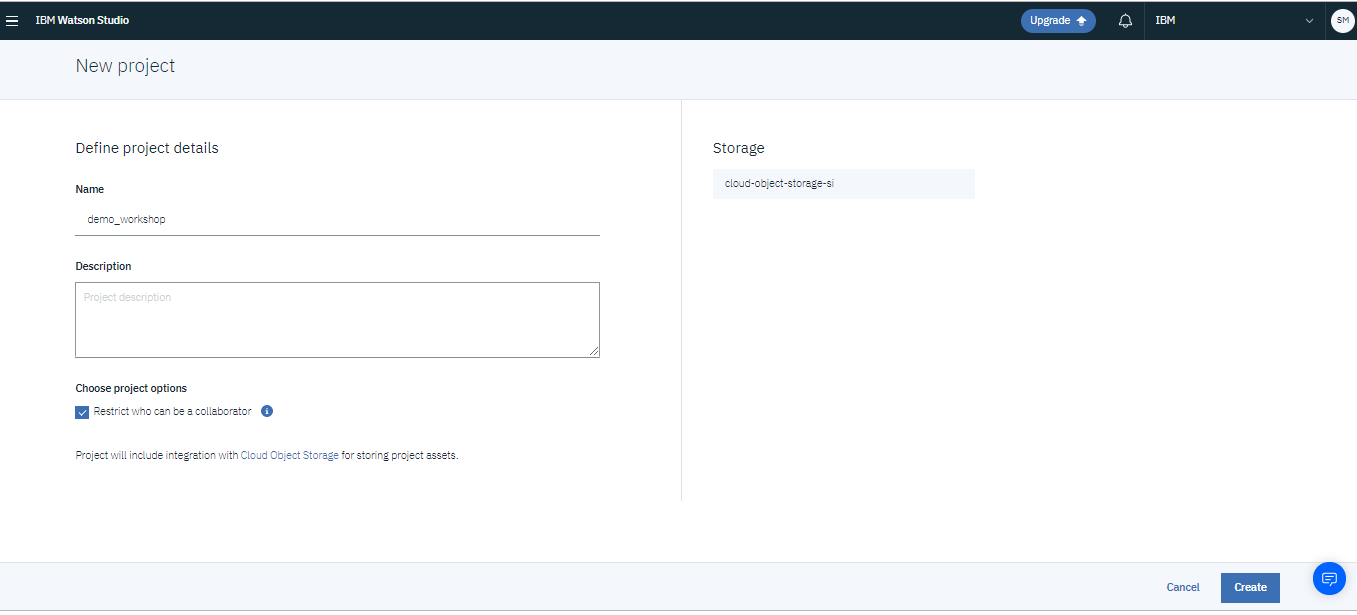 IBM Watson Studio
Upgrade
IBM
SM
New project
Define project details
Name
demo_workshop
Description
Project description
Choose project options
Restrict who can be a collaborator
Project will include integration with Cloud Object Storage for storing project assets.
Storage
cloud-object-storage-si
Cancel
Create